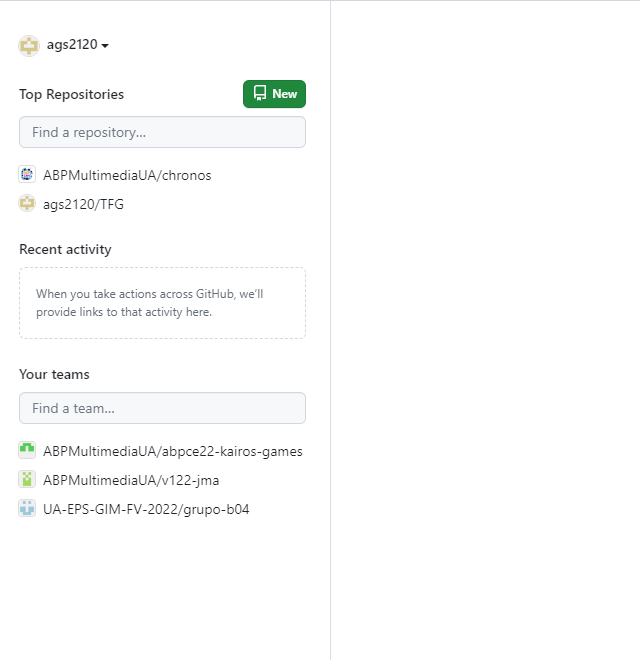 ags2120
Top Repositories
New
Find a repository...
ABPMultimediaUA/chronos
ags2120/TFG
Recent activity
When you take actions across GitHub, we'll
provide links to that activity here.
Your teams
Find a team...
ABPMultimediaUA/abpce22-kairos-games
ABPMultimediaUA/v122-jma
UA-EPS-GIM-FV-2022/grupo-b04